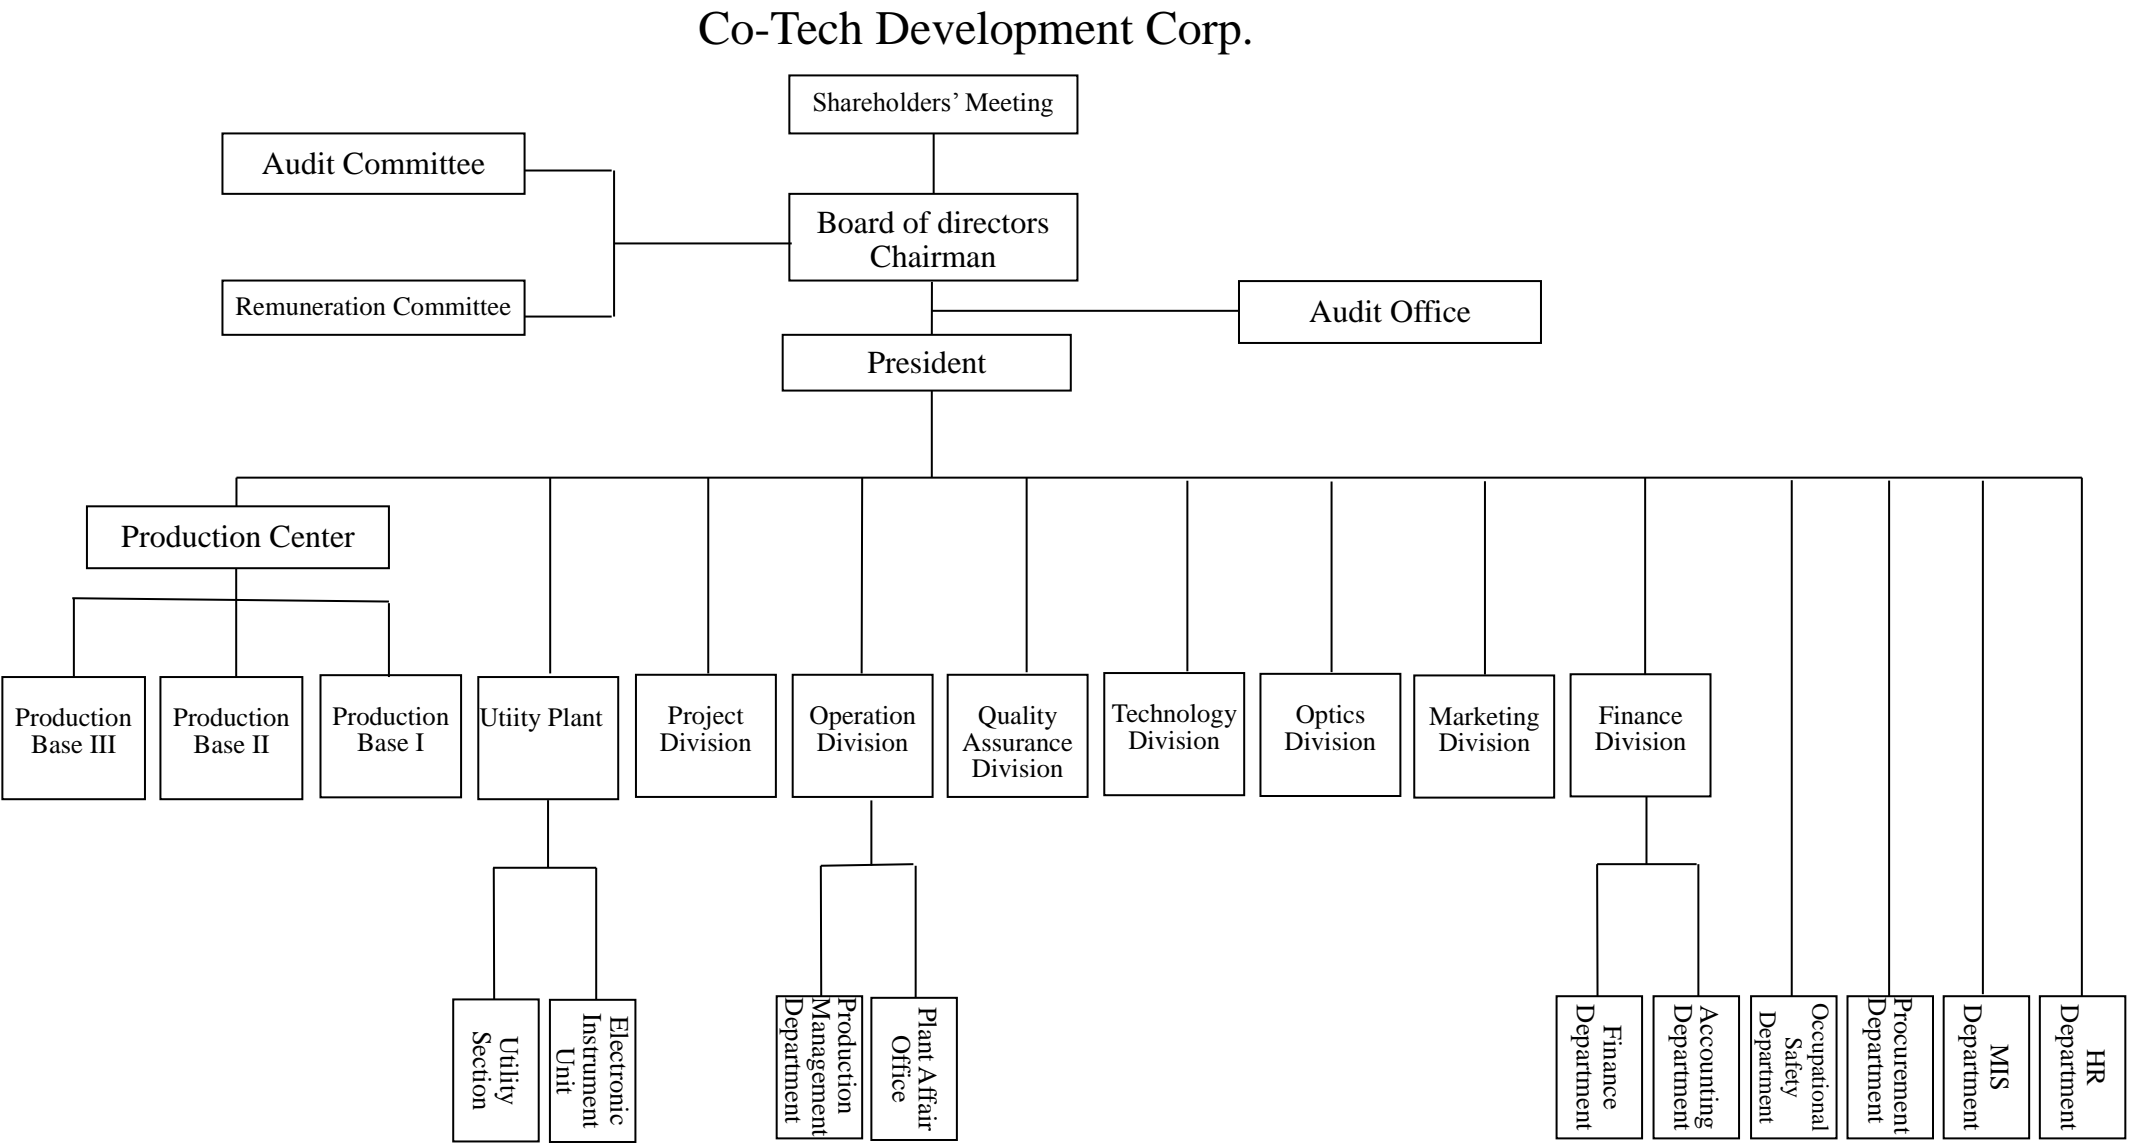 Co-Tech Development Corp.
Shareholders’ Meeting
Audit Committee
Board of directors
Chairman
Remuneration Committee
Audit Office
President
Production Center
Production
Base III
Production
Base II
Production
Base I
Utiity Plant
Project
Division
Operation
Division
Quality
Assurance
Division
Technology
Division
Optics
Division
Marketing
Division
Finance
Division
Utility
Section
Electronic
Instrument
Unit
Production
Management
Department
Plant Affair
Office
Finance
Department
Accounting
Department
Occupational
Safety
Department
Procurement
Department
MIS
Department
HR
Department